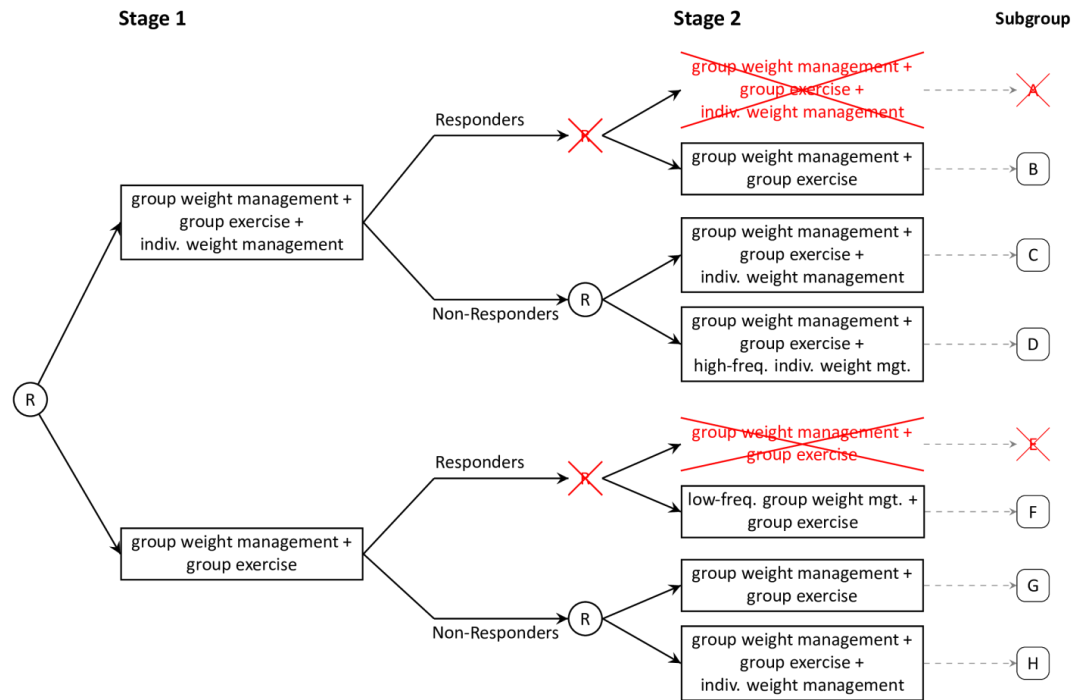 Stage 1
Stage 2
Subgroup
group weight management +
group exercise +
indiv. weight management
A
Responders
R
group weight management +
group exercise
B
group weight management +
group exercise +
indiv. weight management
group weight management +
group exercise +
indiv. weight management
C
Non-Responders
R
group weight management +
group exercise +
high-freq. indiv. weight mgt.
D
R
group weight management +
group exercise
E
Responders
R
low-freq. group weight mgt. +
group exercise
F
group weight management +
group exercise
group weight management +
group exercise
G
Non-Responders
R
group weight management +
group exercise +
indiv. weight management
H